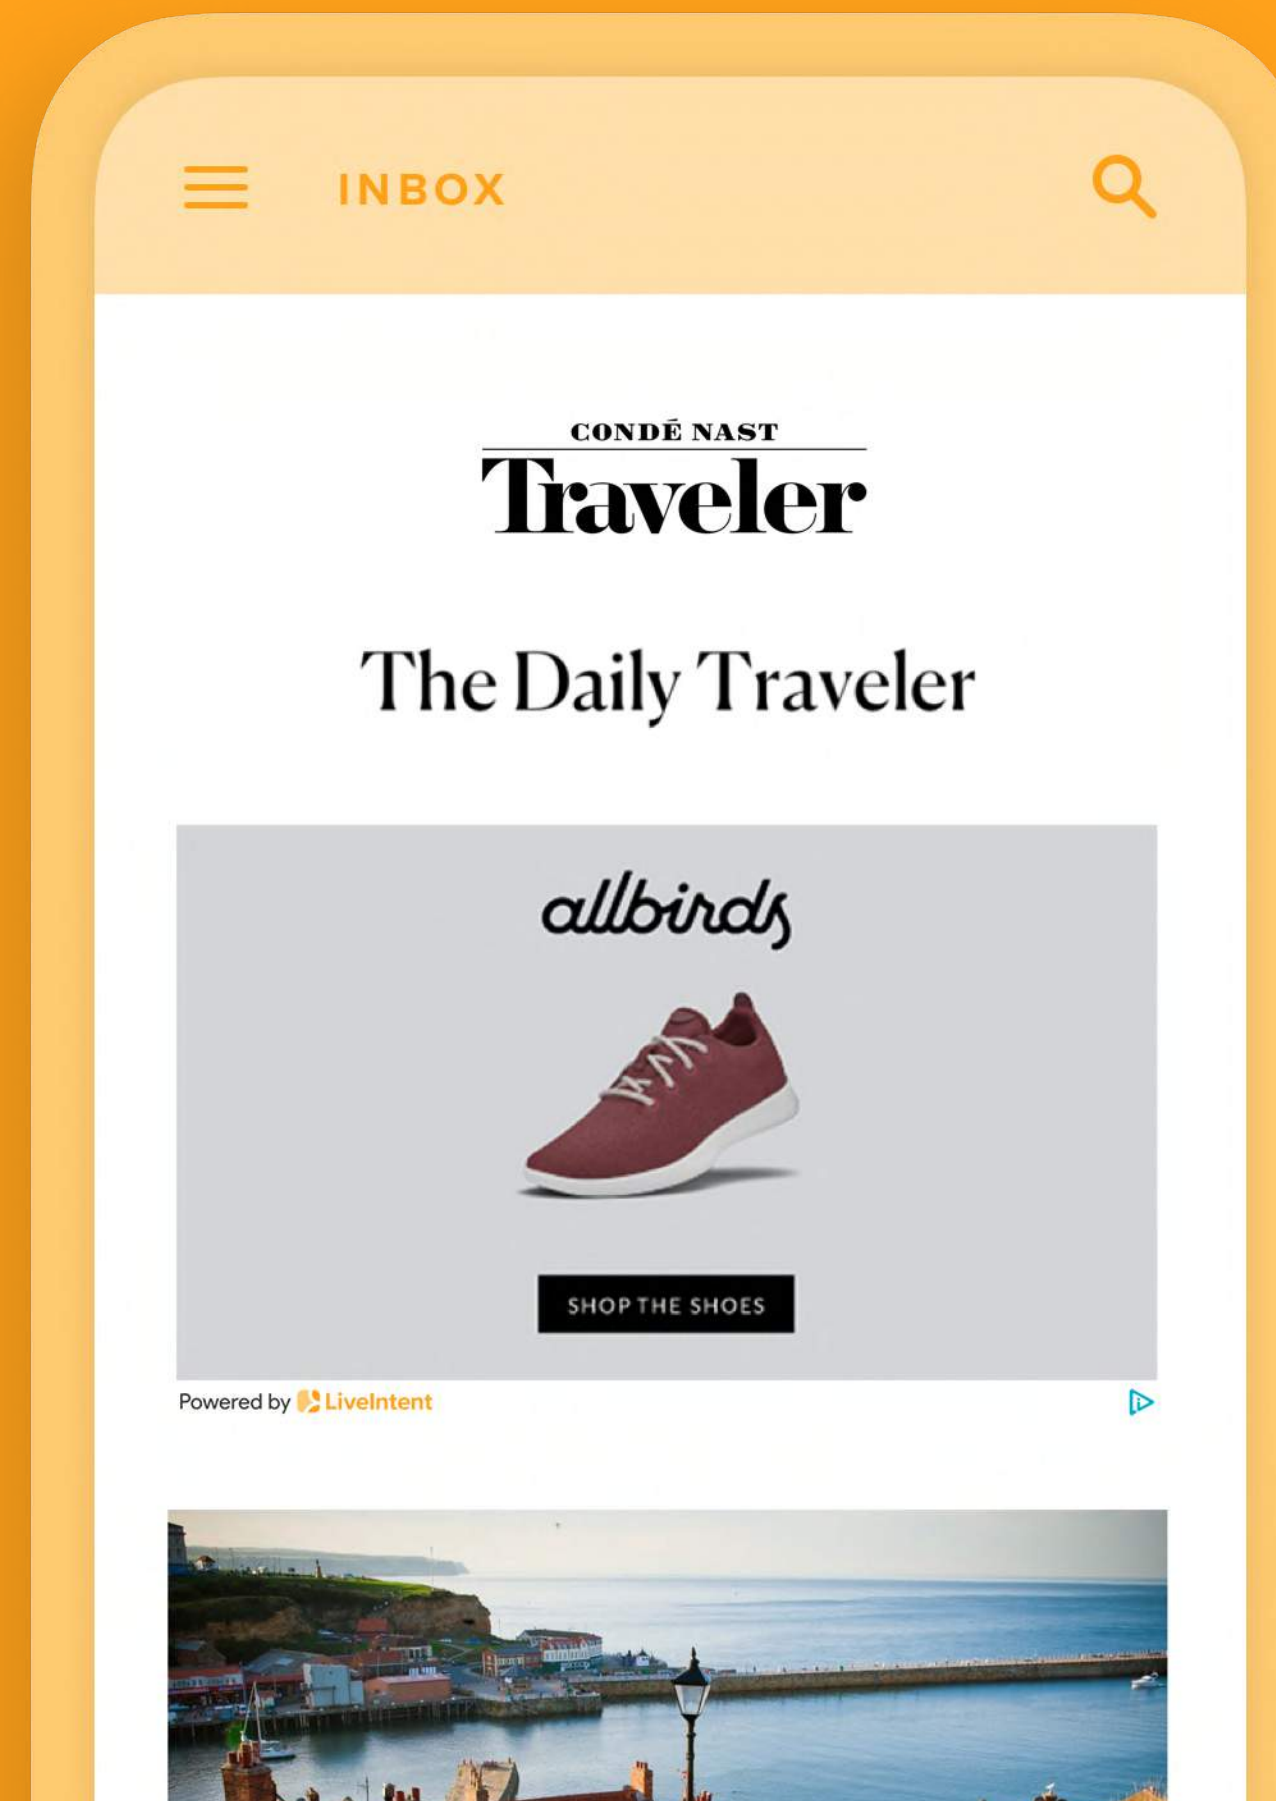 INBOX
CONDÉ NAST
Traveler
The Daily Traveler
allbirds
SHOP THE SHOES
Powered by LiveIntent